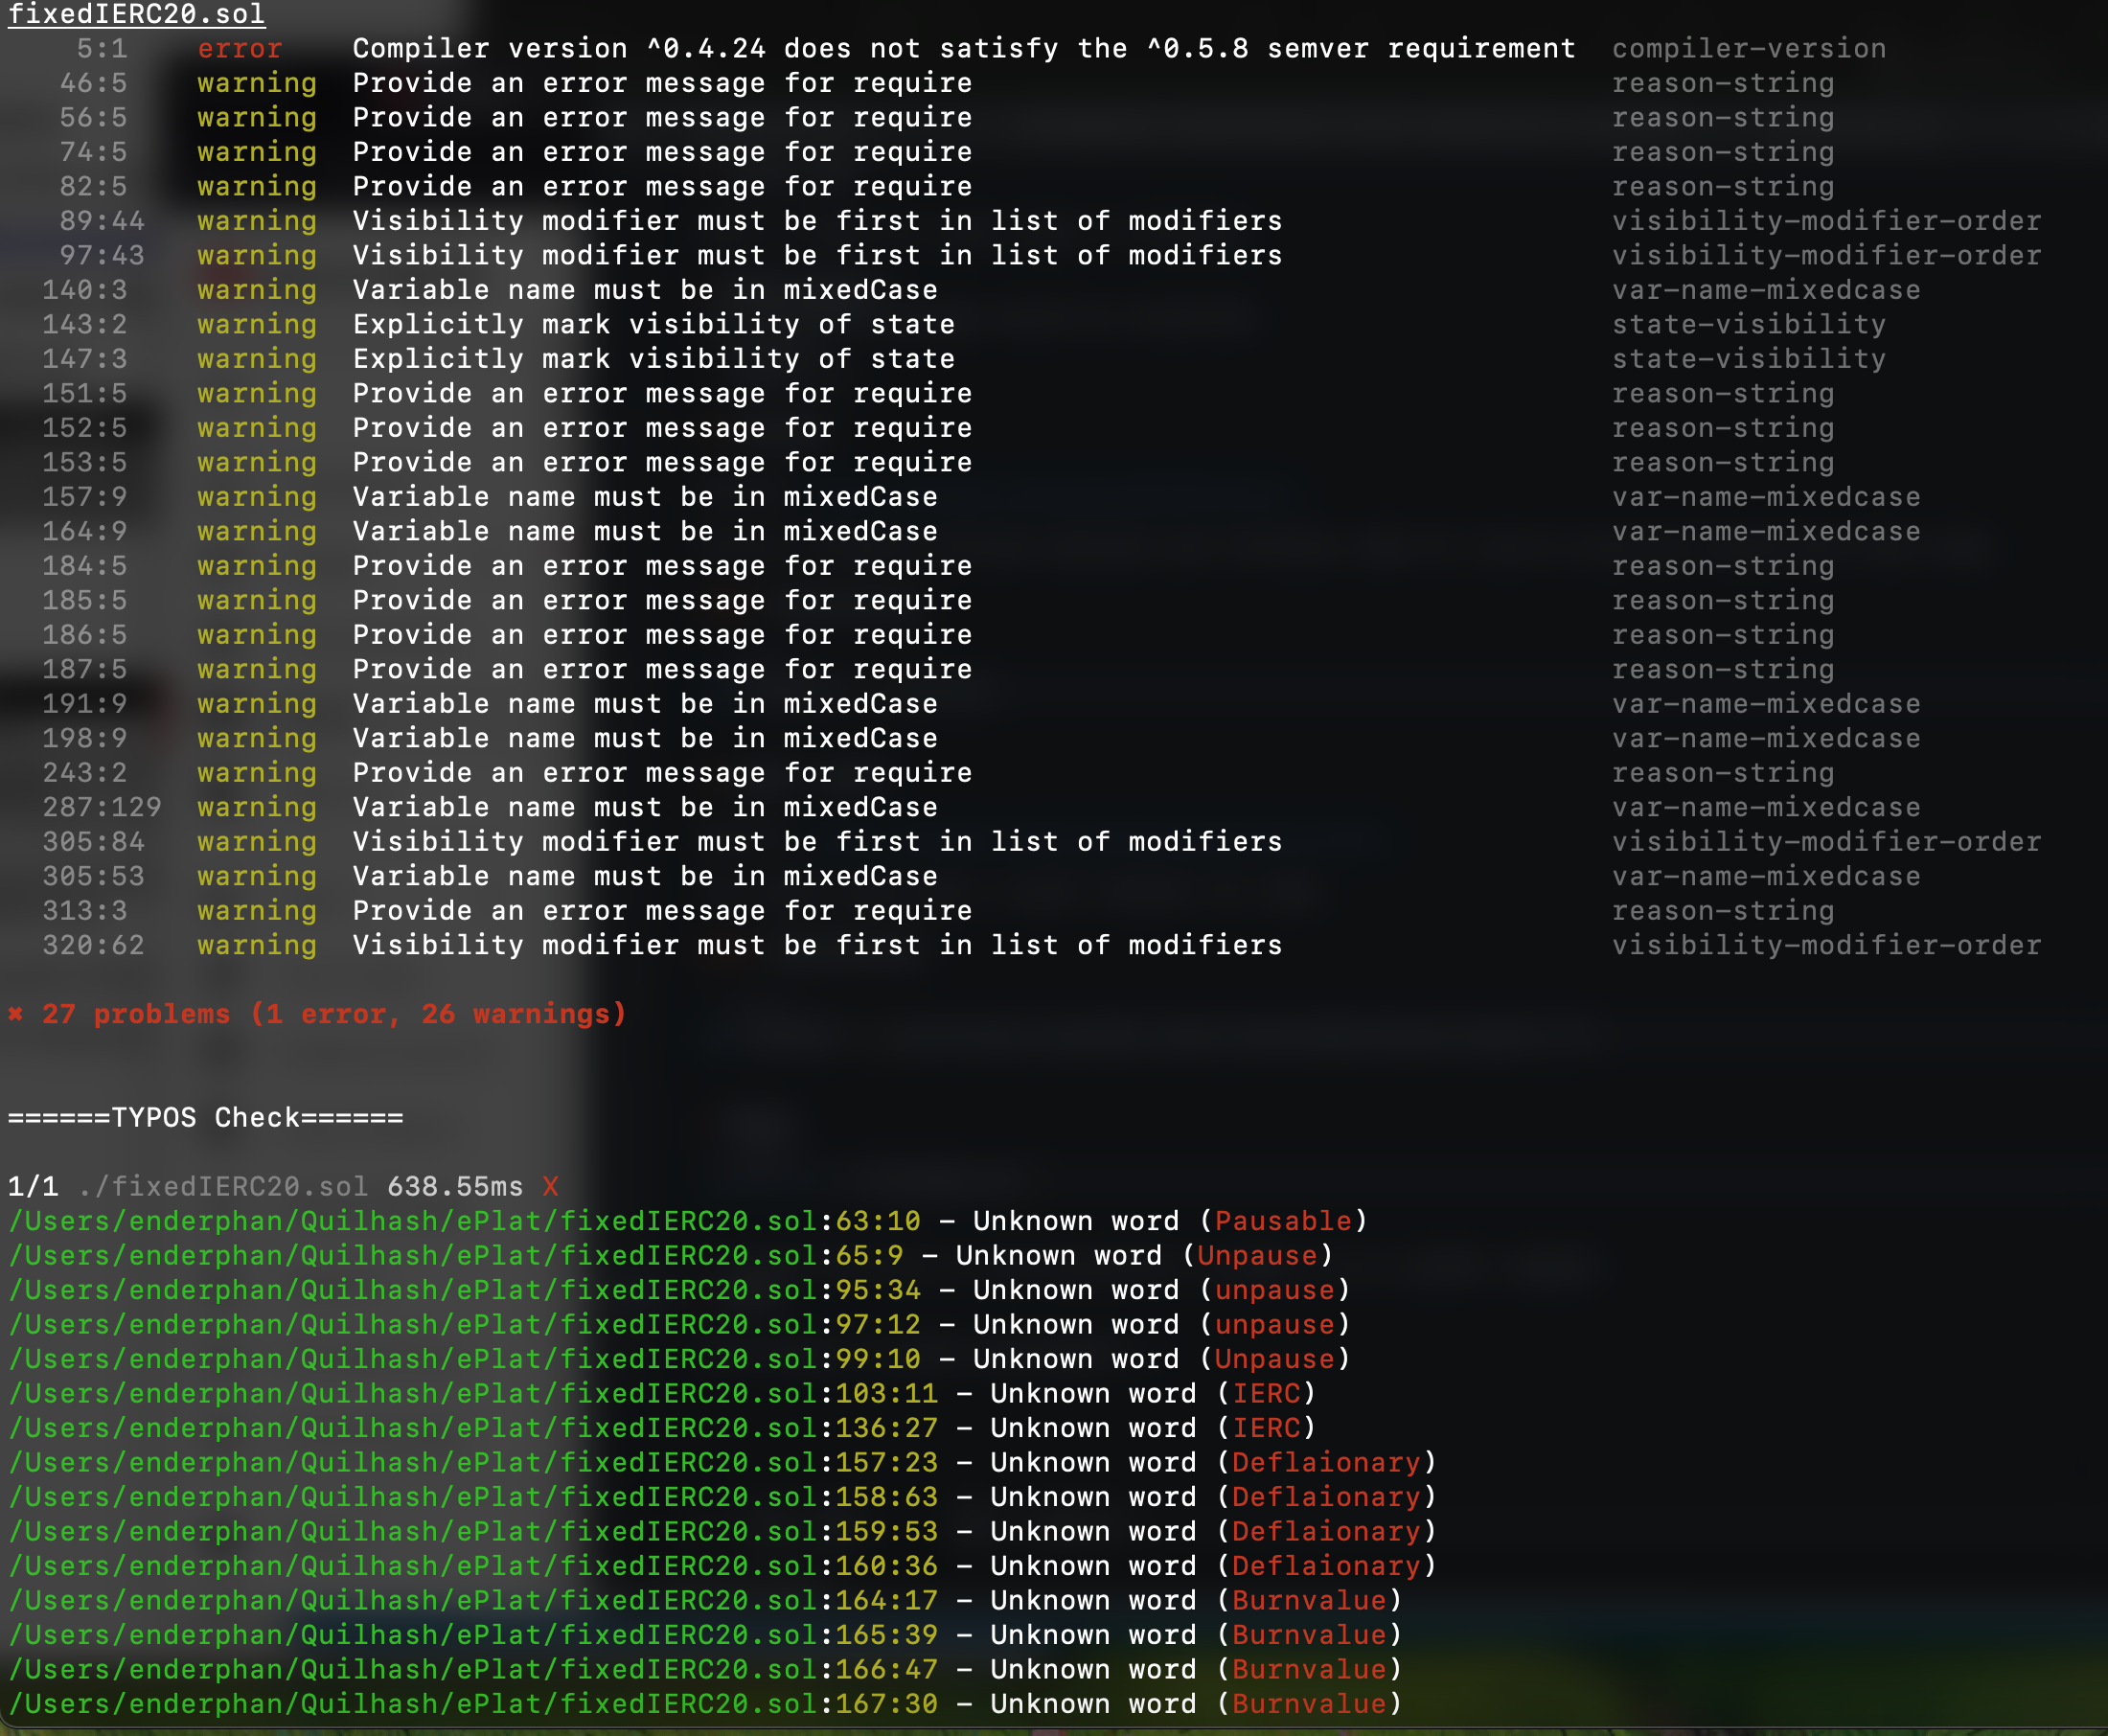 fixedIERC20.sol
5:1 error Compiler version ^0.4.24 does not satisfy the ^0.5.8 semver requirement compiler-version
46:5 warning Provide an error message for require reason-string
56:5 warning Provide an error message for require reason-string
74:5 warning Provide an error message for require reason-string
82:5 warning Provide an error message for require reason-string
89:44 warning Visibility modifier must be first in list of modifiers visibility-modifier-order
97:43 warning Visibility modifier must be first in list of modifiers visibility-modifier-order
140:3 warning Variable name must be in mixedCase var-name-mixedcase
143:2 warning Explicitly mark visibility of state state-visibility
147:3 warning Explicitly mark visibility of state state-visibility
151:5 warning Provide an error message for require reason-string
152:5 warning Provide an error message for require reason-string
153:5 warning Provide an error message for require reason-string
157:9 warning Variable name must be in mixedCase var-name-mixedcase
164:9 warning Variable name must be in mixedCase var-name-mixedcase
184:5 warning Provide an error message for require reason-string
185:5 warning Provide an error message for require reason-string
186:5 warning Provide an error message for require reason-string
187:5 warning Provide an error message for require reason-string
191:9 warning Variable name must be in mixedCase var-name-mixedcase
198:9 warning Variable name must be in mixedCase var-name-mixedcase
243:2 warning Provide an error message for require reason-string
287:129 warning Variable name must be in mixedCase var-name-mixedcase
305:84 warning Visibility modifier must be first in list of modifiers visibility-modifier-order
305:53 warning Variable name must be in mixedCase var-name-mixedcase
313:3 warning Provide an error message for require reason-string
320:62 warning Visibility modifier must be first in list of modifiers visibility-modifier-order
✖ 27 problems (1 error, 26 warnings)
======TYPOS Check======
1/1 ./fixedIERC20.sol 638.55ms X
/Users/enderphan/Quilhash/ePlat/fixedIERC20.sol:63:10 - Unknown word (Pausable)
/Users/enderphan/Quilhash/ePlat/fixedIERC20.sol:65:9 - Unknown word (Unpause)
/Users/enderphan/Quilhash/ePlat/fixedIERC20.sol:95:34 - Unknown word (unpause)
/Users/enderphan/Quilhash/ePlat/fixedIERC20.sol:97:12 - Unknown word (unpause)
/Users/enderphan/Quilhash/ePlat/fixedIERC20.sol:99:10 - Unknown word (Unpause)
/Users/enderphan/Quilhash/ePlat/fixedIERC20.sol:103:11 - Unknown word (IERC)
/Users/enderphan/Quilhash/ePlat/fixedIERC20.sol:136:27 - Unknown word (IERC)
/Users/enderphan/Quilhash/ePlat/fixedIERC20.sol:157:23 - Unknown word (Deflaionary)
/Users/enderphan/Quilhash/ePlat/fixedIERC20.sol:158:63 - Unknown word (Deflaionary)
/Users/enderphan/Quilhash/ePlat/fixedIERC20.sol:159:53 - Unknown word (Deflaionary)
/Users/enderphan/Quilhash/ePlat/fixedIERC20.sol:160:36 - Unknown word (Deflaionary)
/Users/enderphan/Quilhash/ePlat/fixedIERC20.sol:164:17 - Unknown word (Burnvalue)
/Users/enderphan/Quilhash/ePlat/fixedIERC20.sol:165:39 - Unknown word (Burnvalue)
/Users/enderphan/Quilhash/ePlat/fixedIERC20.sol:166:47 - Unknown word (Burnvalue)
/Users/enderphan/Quilhash/ePlat/fixedIERC20.sol:167:30 - Unknown word (Burnvalue)